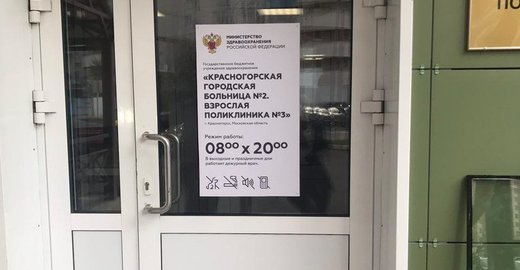 ПО
МИНИСТЕРСТВО
ЗДРАВООХРАНЕНИЯ
РОССИЙСКОЙ ФЕДЕРАЦИИ
Государственное бюджетное
учреждение здравоохранения
«КРАСНОГОРСКАЯ
ГОРОДСКАЯ
БОЛЬНИЦА №2.
ВЗРОСЛАЯ
ПОЛИКЛИНИКА №3»
г. Красногорск, Московская область
Режим работы:
08⁰⁰ x 20⁰⁰
В выходные и праздничные дни
работает дежурный врач.